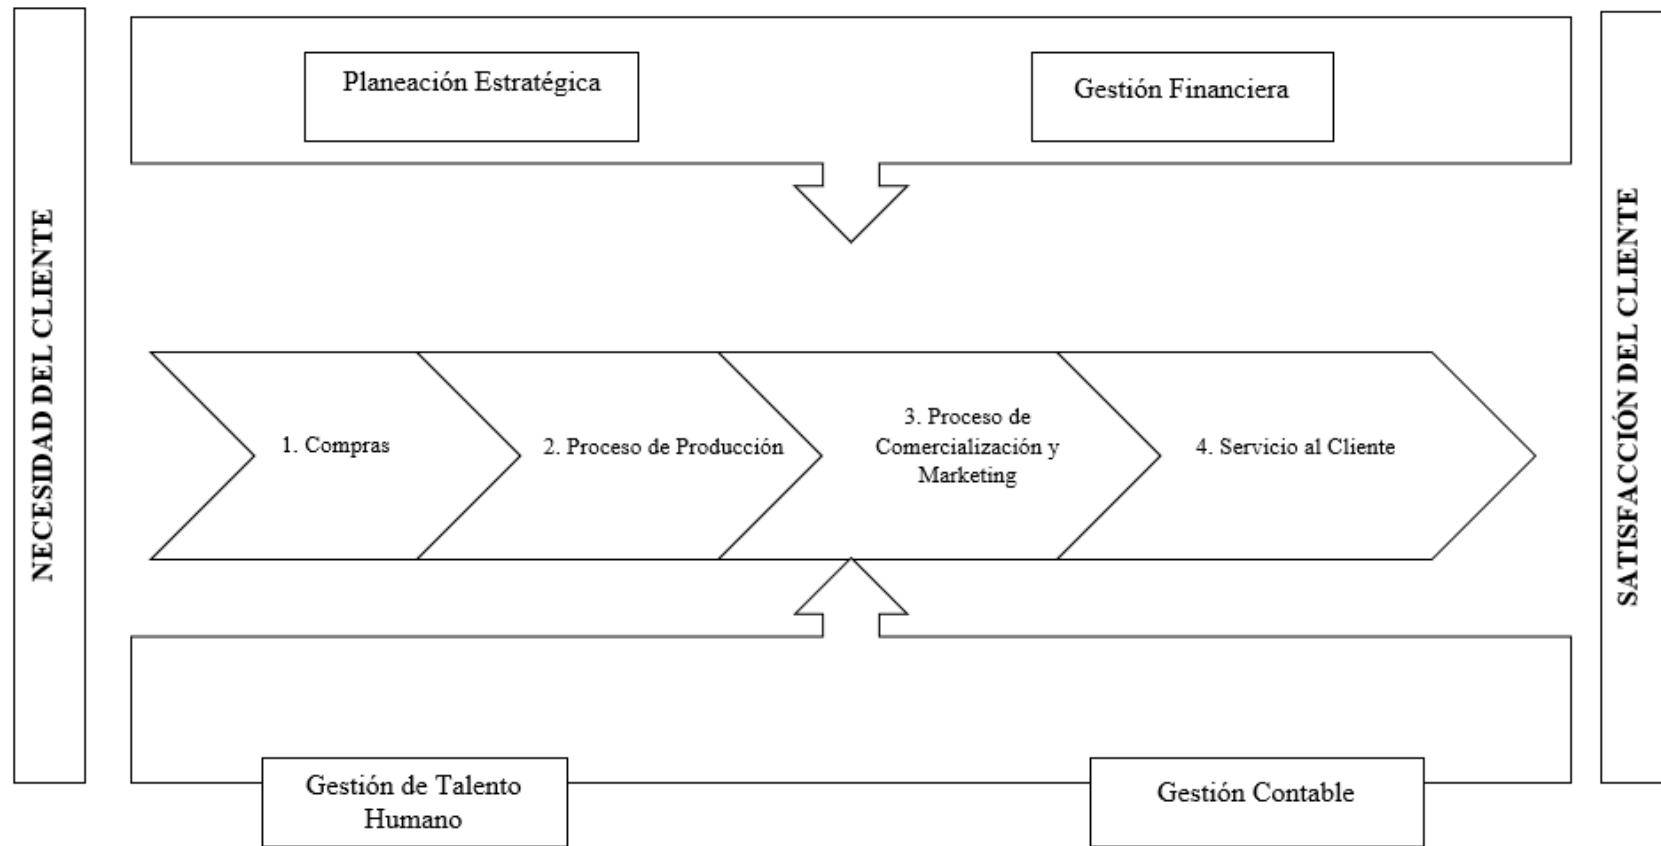 NECESIDAD DEL CLIENTE
Planeación Estratégica
Gestión Financiera
1. Compras
2. Proceso de Producción
3. Proceso de
Comercialización y
Marketing
4. Servicio al Cliente
Gestión de Talento
Humano
Gestión Contable
SATISFACCIÓN DEL CLIENTE